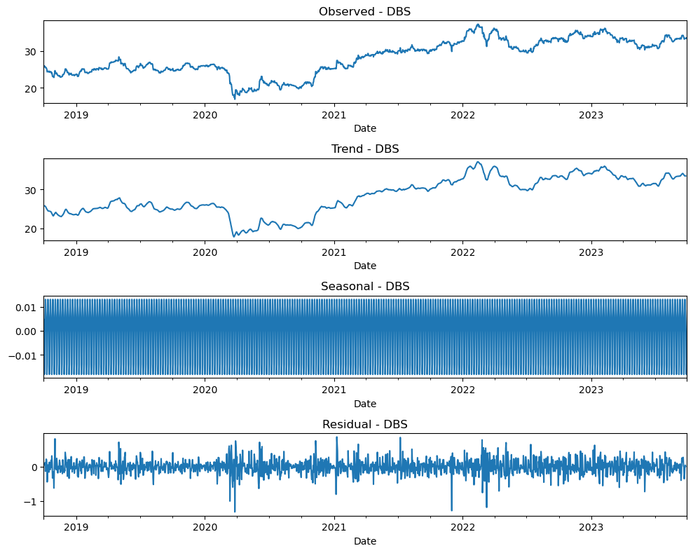 Observed - DBS
30
20
2019 2020 2021 2022 2023
Date
Trend - DBS
30
20
2019 2020 2021 2022 2023
Date
Seasonal - DBS
0.01
0.00
−0.01
2019 2020 2021 2022 2023
Date
Residual - DBS
0
−1
2019 2020 2021 2022 2023
Date